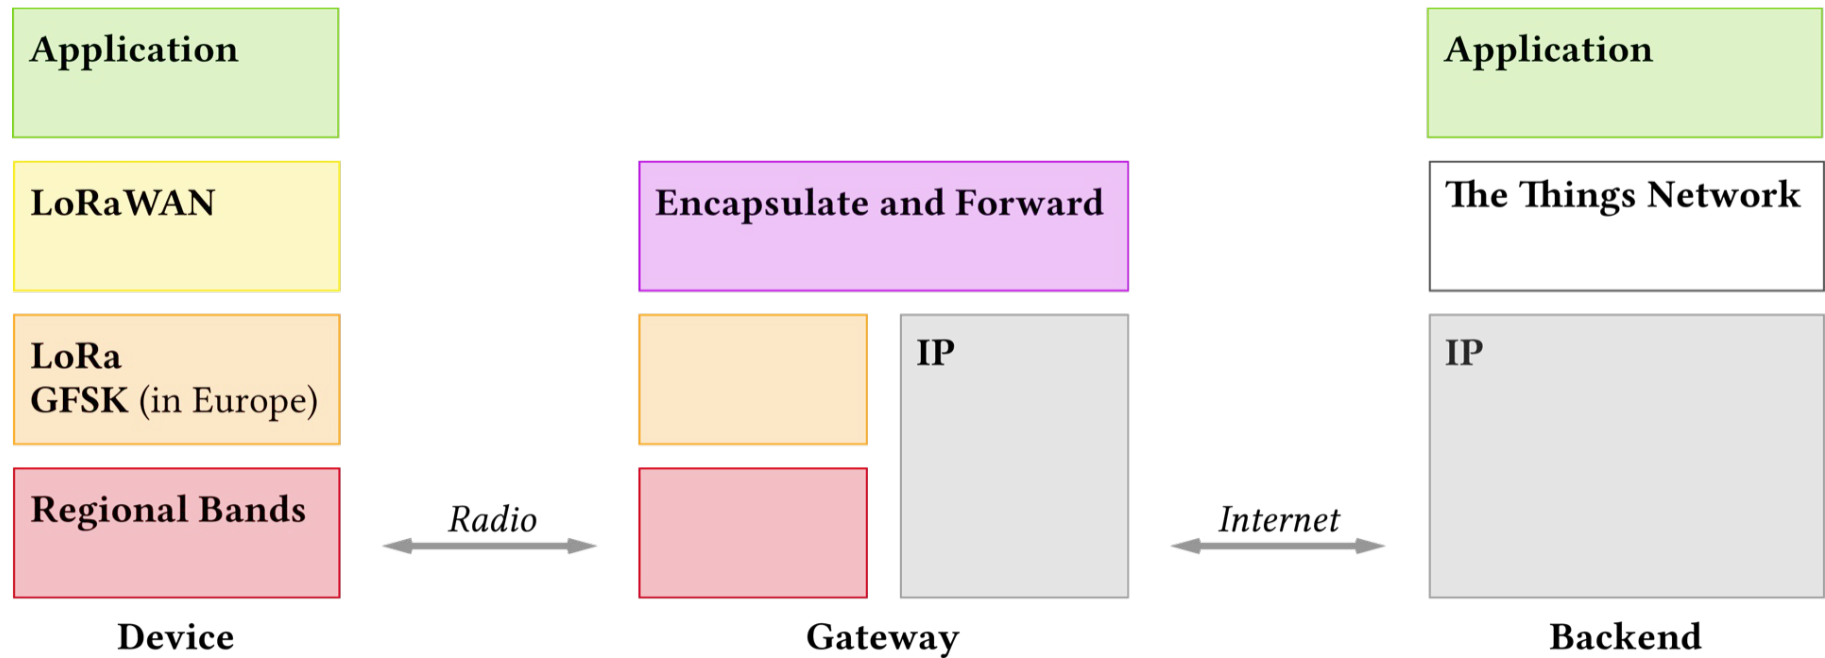 Application
LoRaWAN
LoRa
GFSK (in Europe)
Regional Bands
Device
Radio
Encapsulate and Forward
IP
Gateway
Internet
Application
The Things Network
IP
Backend